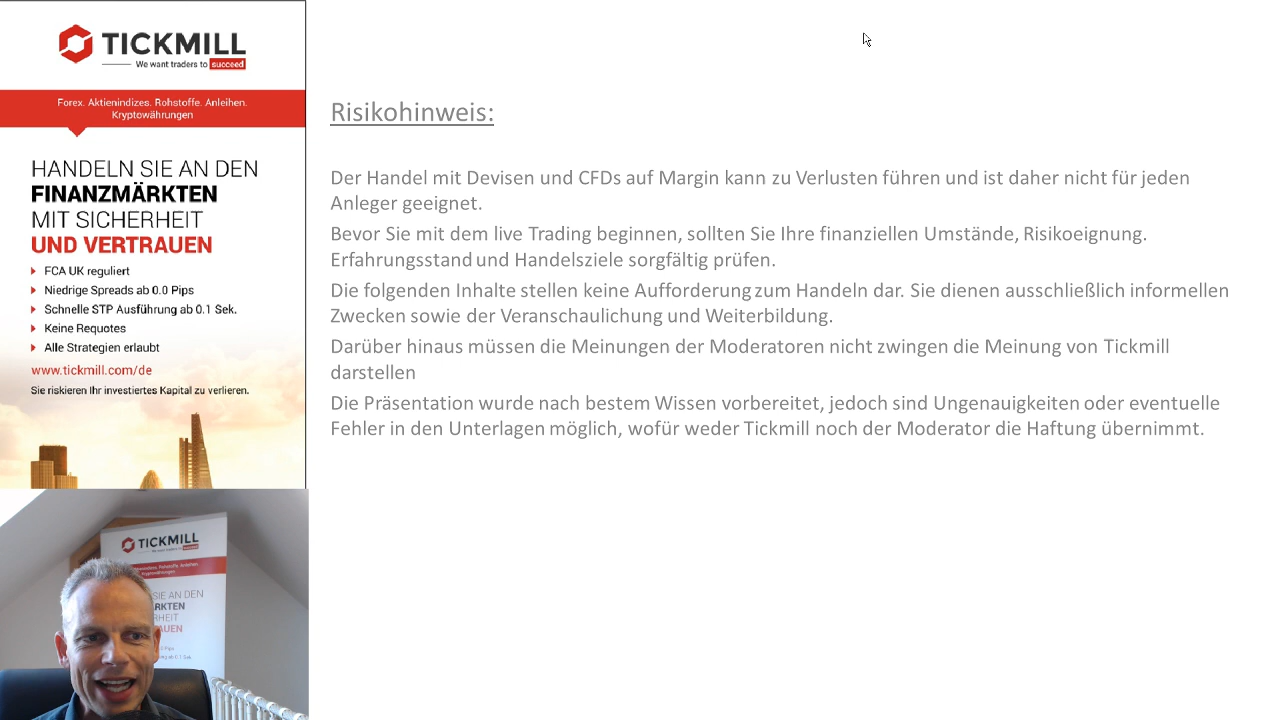 TICKMILL
We want traders to succeed
Forex. Aktienindizes. Rohstoffe. Anleihen.
Kryptowährungen
HANDELN SIE AN DEN
FINANZMÄRKTEN
MIT SICHERHEIT
UND VERTRAUEN
FCA UK reguliert
Niedrige Spreads ab 0.0 Pips
Schnelle STP Ausführung ab 0.1 Sek.
Keine Requotes
Alle Strategien erlaubt
www.tickmill.com/de
Sie riskieren Ihr investiertes Kapital zu verlieren.
Risikohinweis:
Der Handel mit Devisen und CFDs auf Margin kann zu Verlusten führen und ist daher nicht für jeden
Anleger geeignet.
Bevor Sie mit dem live Trading beginnen, sollten Sie Ihre finanziellen Umstände, Risikoeignung.
Erfahrungsstand und Handelsziele sorgfältig prüfen.
Die folgenden Inhalte stellen keine Aufforderung zum Handeln dar. Sie dienen ausschließlich informellen
Zwecken sowie der Veranschaulichung und Weiterbildung.
Darüber hinaus müssen die Meinungen der Moderatoren nicht zwingen die Meinung von Tickmill
darstellen
Die Präsentation wurde nach bestem Wissen vorbereitet, jedoch sind Ungenauigkeiten oder eventuelle
Fehler in den Unterlagen möglich, wofür weder Tickmill noch der Moderator die Haftung übernimmt.
TICKMILL
SIE AN DEN
RKTEN
HERHEIT
AUEN